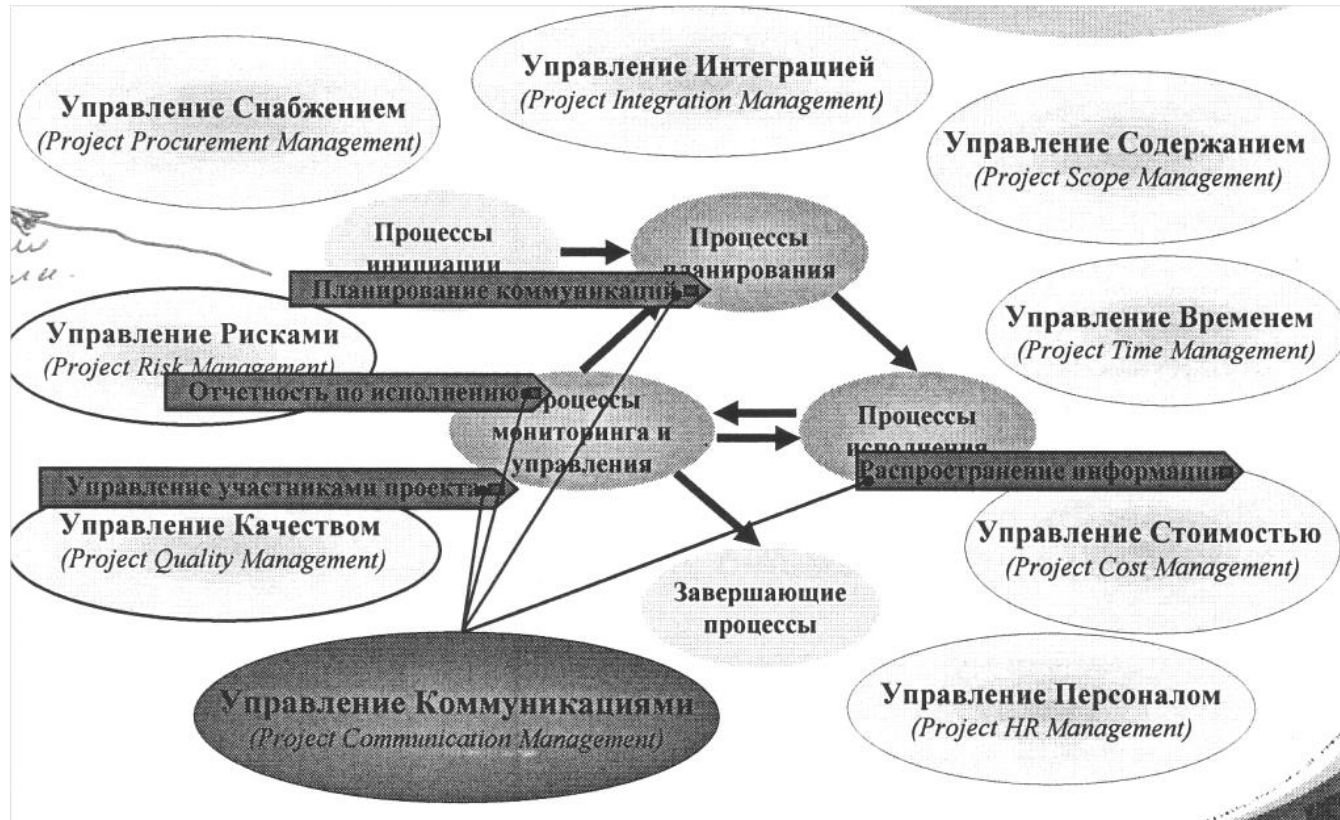 Управление Интеграцией
(Project Integration Management)
Управление Снабжением
(Project Procurement Management)
Управление Содержанием
(Project Scope Management)
Процессы
инициации
Процессы
планирования
Планирование коммуникаций
Управление Рисками
(Project Risk Management)
Управление Временем
(Project Time Management)
Отчетность по исполнению
Процессы
мониторинга и
управления
Процессы
исполнения
Распространение информации
Управление участниками проекта
Управление Качеством
(Project Quality Management)
Управление Стоимостью
(Project Cost Management)
Завершающие
процессы
Управление Коммуникациями
(Project Communication Management)
Управление Персоналом
(Project HR Management)